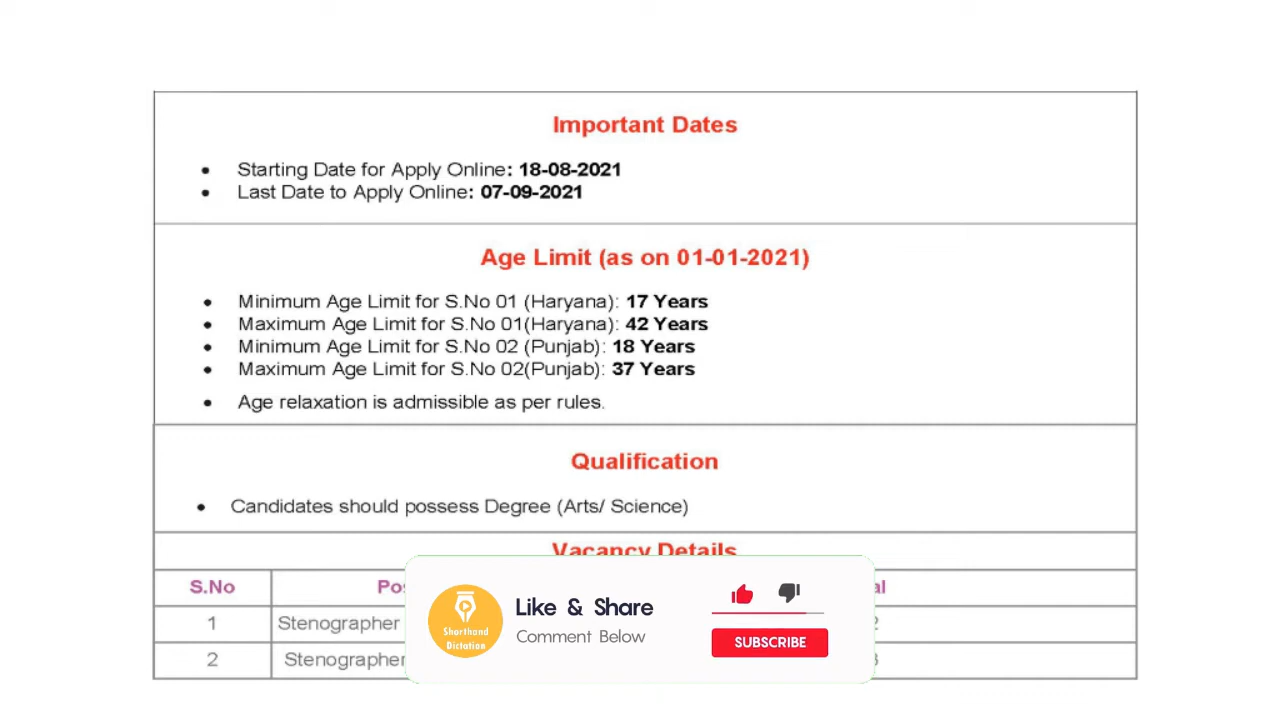 Important Dates
• Starting Date for Apply Online: 18-08-2021
• Last Date to Apply Online: 07-09-2021
Age Limit (as on 01-01-2021)
• Minimum Age Limit for S.No 01 (Haryana): 17 Years
• Maximum Age Limit for S.No 01(Haryana): 42 Years
• Minimum Age Limit for S.No 02 (Punjab): 18 Years
• Maximum Age Limit for S.No 02(Punjab): 37 Years
• Age relaxation is admissible as per rules.
Qualification
• Candidates should possess Degree (Arts/ Science)
Vacancy Details
S.No
1 Stenographer
2 Stenographer
Shorthand
Dictation
Like & Share
Comment Below
SUBSCRIBE